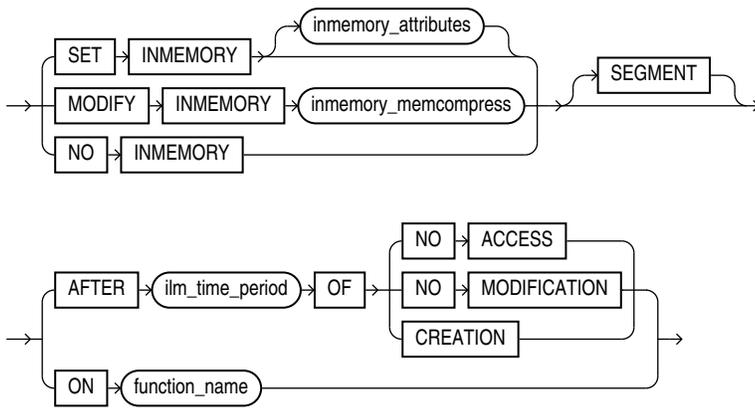 inmemory_attributes
SET INMEMORY
SEGMENT
MODIFY INMEMORY inmemory_memcompress
NO INMEMORY
NO ACCESS
AFTER ilm_time_period OF NO MODIFICATION
CREATION
ON function_name